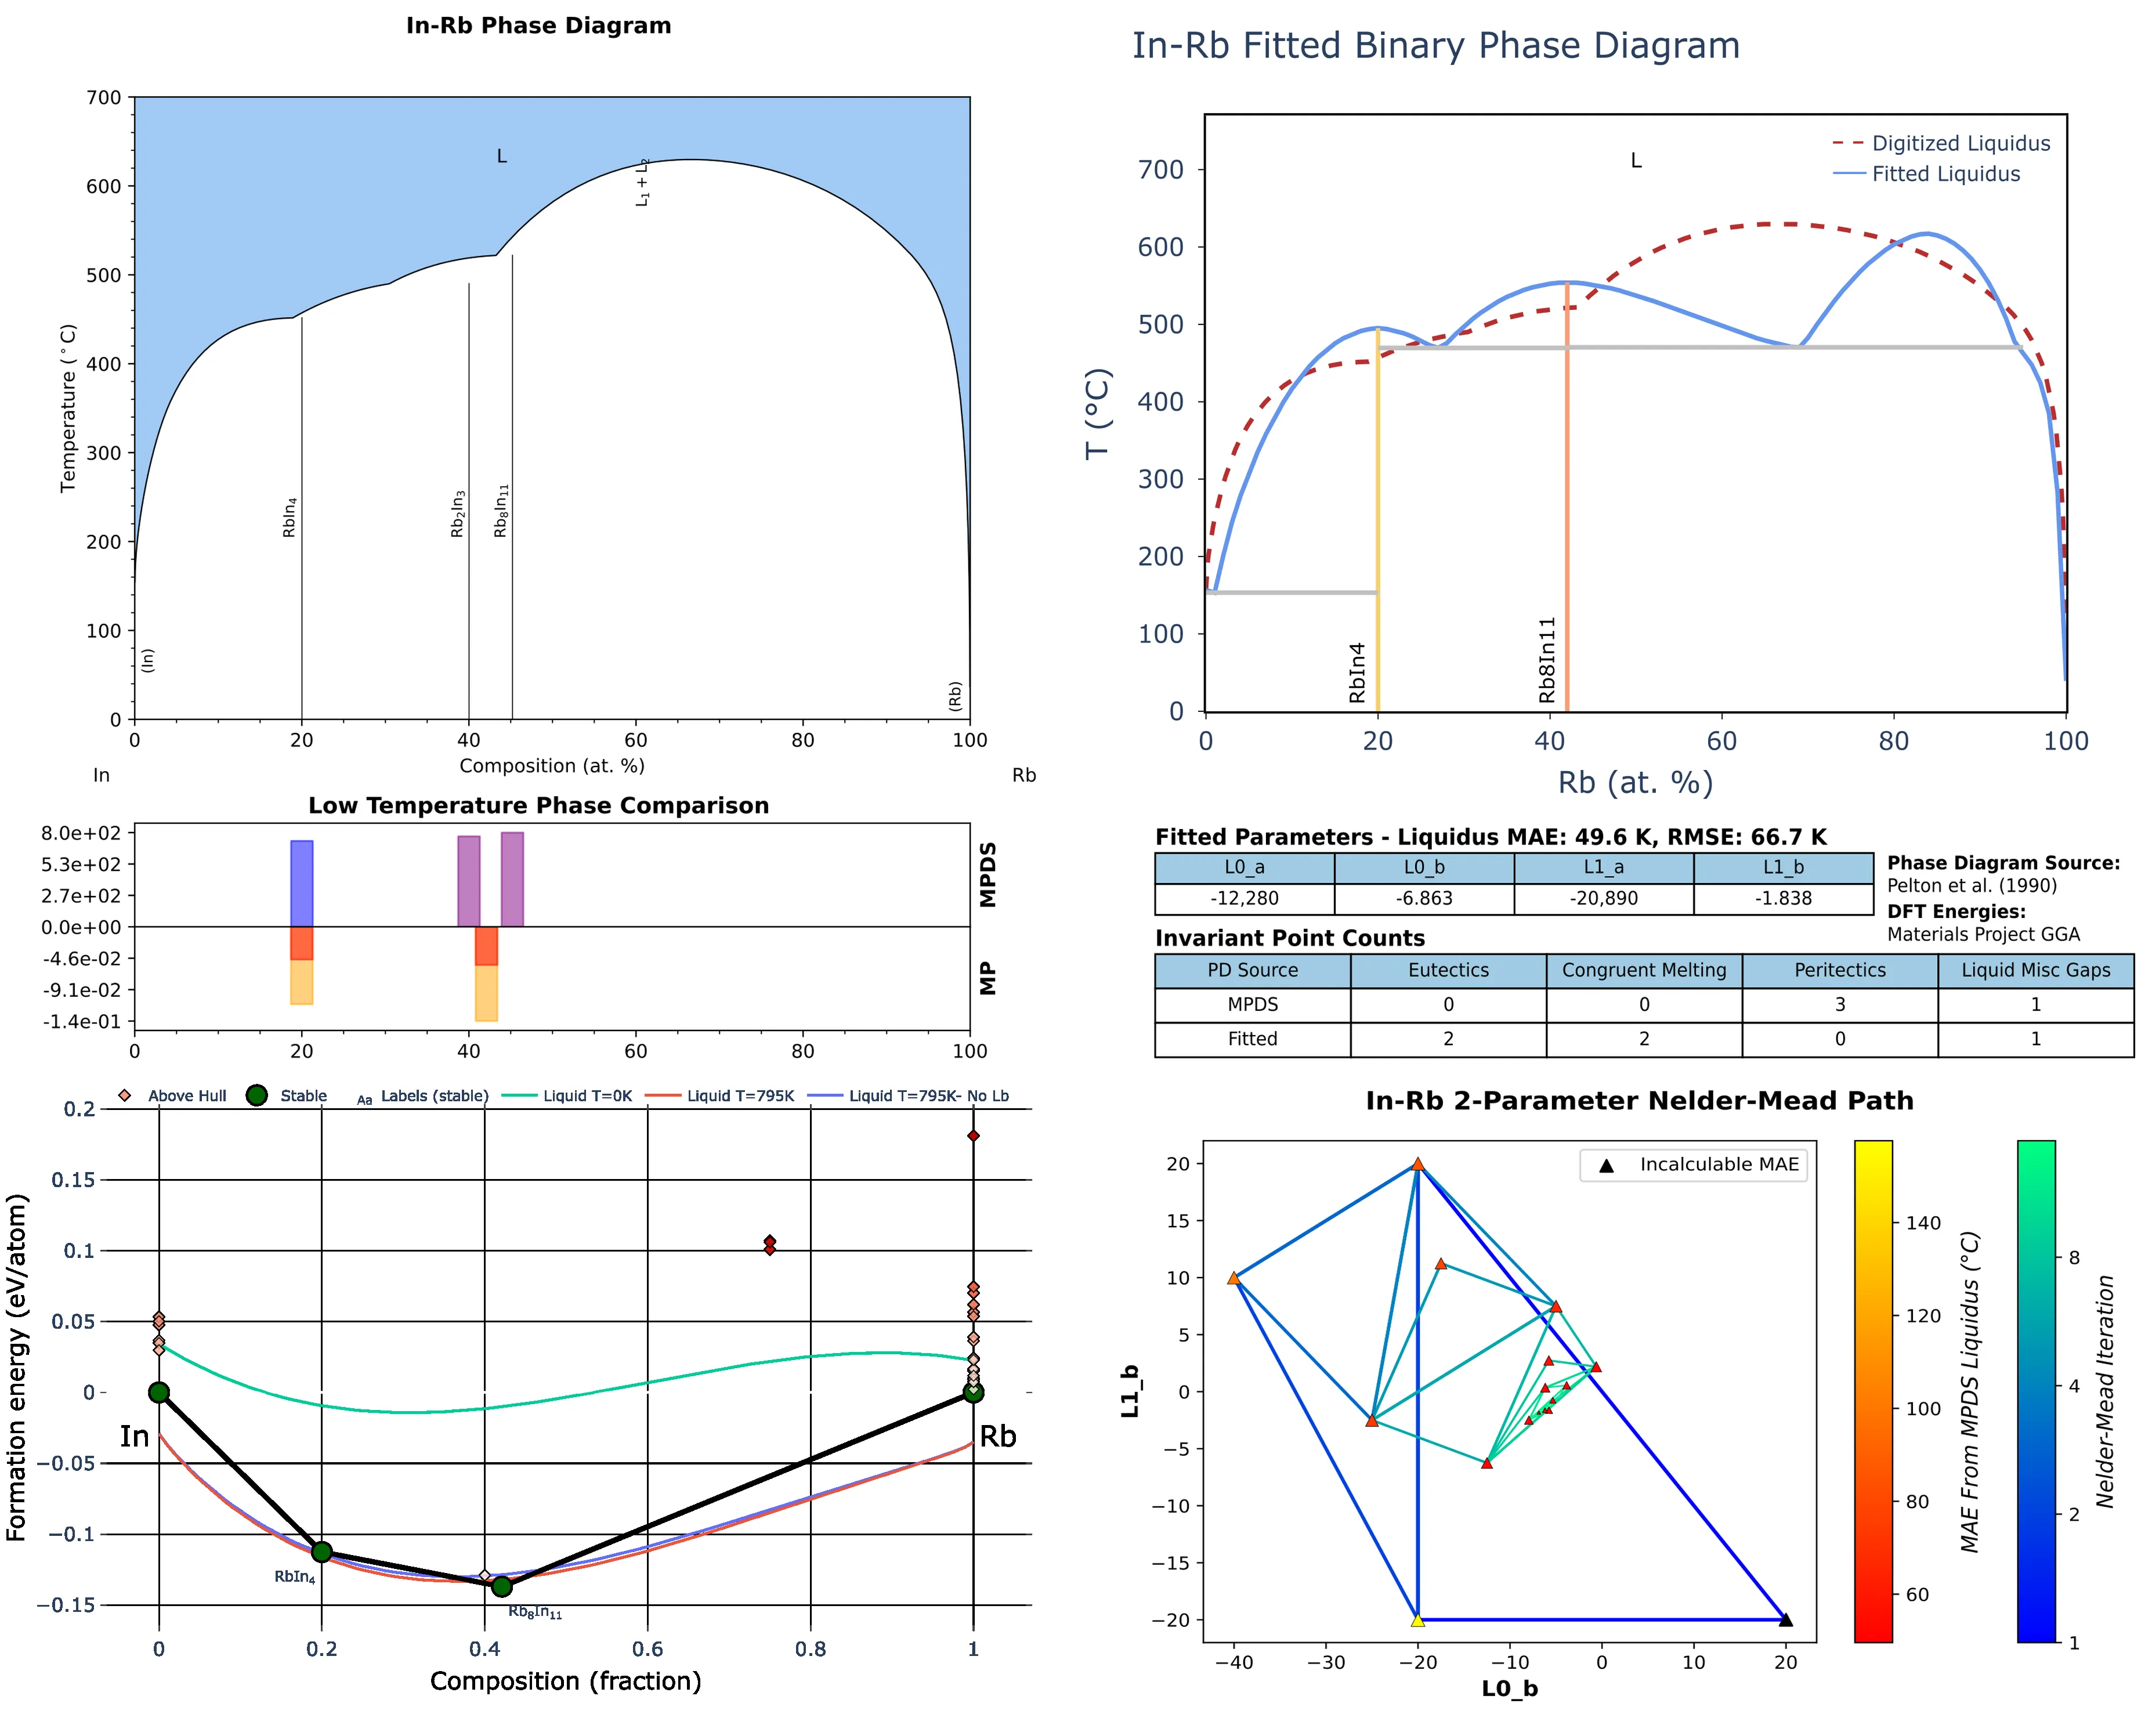 In-Rb Phase Diagram
700
600
500
400
300
200
100
0
Temperature (°C)
L
L₁ + L₂
RbIn₄
Rb₂In₃
Rb₈In₁₁
(In)
(Rb)
0 20 40 60 80 100
Composition (at. %)
In Rb
In-Rb Fitted Binary Phase Diagram
Digitized Liquidus
Fitted Liquidus
L
700
600
500
400
300
200
100
0
T (°C)
RbIn4
Rb8In11
0 20 40 60 80 100
Rb (at. %)
Low Temperature Phase Comparison
8.0e+02
5.3e+02
2.7e+02
0.0e+00
-4.6e-02
-9.1e-02
-1.4e-01
MPDS
MP
0 20 40 60 80 100
Fitted Parameters - Liquidus MAE: 49.6 K, RMSE: 66.7 K
L0_a L0_b L1_a L1_b
-12,280 -6.863 -20,890 -1.838
Phase Diagram Source:
Pelton et al. (1990)
DFT Energies:
Materials Project GGA
Invariant Point Counts
PD Source Eutectics Congruent Melting Peritectics Liquid Misc Gaps
MPDS 0 0 3 1
Fitted 2 2 0 1
Above Hull Stable Aa Labels (stable) Liquid T=0K Liquid T=795K Liquid T=795K- No Lb
0.2
0.15
0.1
0.05
0
−0.05
−0.1
−0.15
Formation energy (eV/atom)
In
Rb
RbIn₄
Rb₈In₁₁
0 0.2 0.4 0.6 0.8 1
Composition (fraction)
In-Rb 2-Parameter Nelder-Mead Path
Incalculable MAE
20
15
10
5
0
−5
−10
−15
−20
L1_b
−40 −30 −20 −10 0 10 20
L0_b
140
120
100
80
60
MAE From MPDS Liquidus (°C)
8
4
2
1
Nelder-Mead Iteration